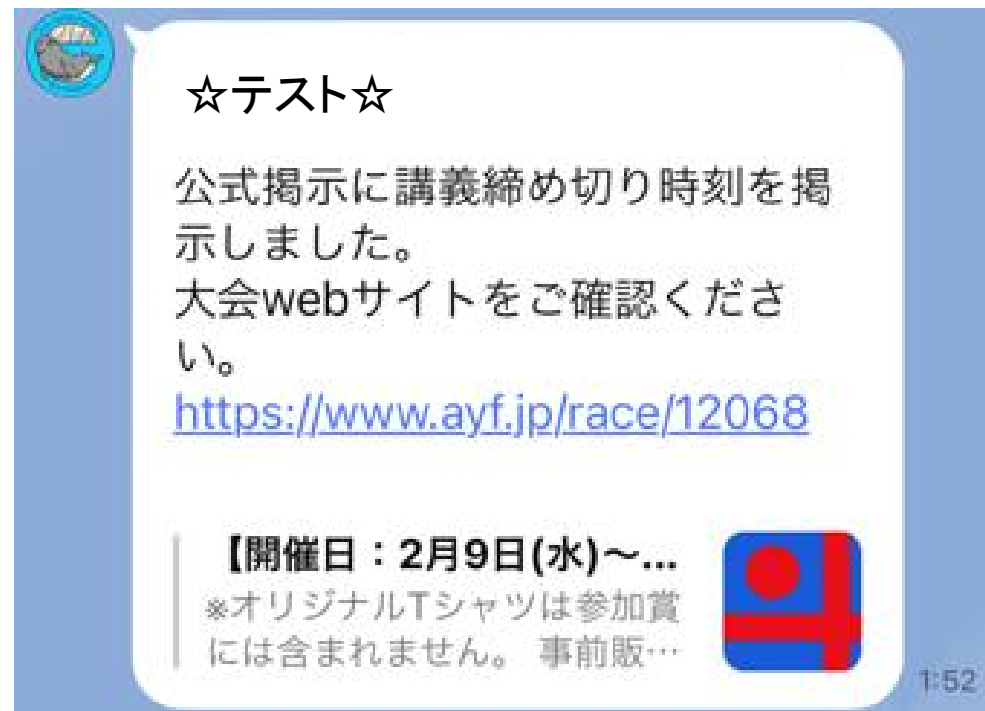 ☆テスト☆
公式掲示に講義締め切り時刻を掲
示しました。
大会webサイトをご確認くださ
い。
https://www.ayf.jp/race/12068
【開催日：2月9日(水)〜...
※オリジナルTシャツは参加賞
には含まれません。 事前販…
1:52